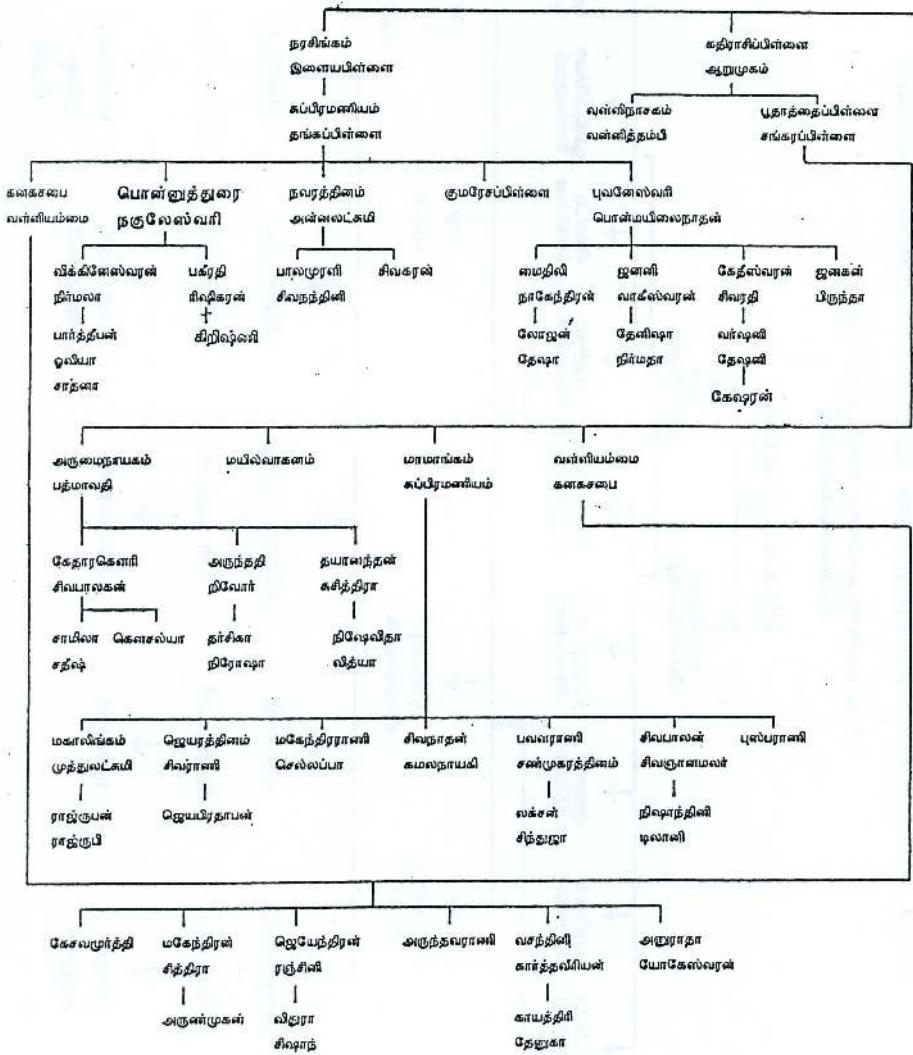 நரசிங்கம்
இளையபிள்ளை
கதிராசிப்பிள்ளை
ஆறுமுகம்
சுப்பிரமணியம்
தங்கப்பிள்ளை
வள்ளிநாசகம்
வன்னித்தம்பி
பூதாத்தைப்பிள்ளை
சங்கரப்பிள்ளை
கனகசபை
வள்ளியம்மை
பொன்னுத்துரை
நகுலேஸ்வரி
நவரத்தினம்
அன்னலட்சுமி
குமரேசப்பிள்ளை
புவனேஸ்வரி
பொன்மயிலைநாதன்
விக்கினேஸ்வரன்
நிர்மலா
பகீரதி
ரிஷிகரன்
பாலமுரளி
சிவநந்தினி
சிவகரன்
மைதிலி
நாகேந்திரன்
ஜனனி
வாகீஸ்வரன்
கேதீஸ்வரன்
சிவரதி
ஜனகன்
பிருந்தா
பார்த்தீபன்
ஓவியா
சாத்னா
கிறிஷ்ணி
லோஜன்
தேஷா
தேனிஷா
நிர்மதா
வர்ஷனி
தேஷனி
கேஷரன்
அருமைநாயகம்
பத்மாவதி
மயில்வாகனம்
மாமாங்கம்
சுப்பிரமணியம்
வள்ளியம்மை
கனகசபை
கேதாரகௌரி
சிவபாலகன்
அருந்ததி
றிவோர்
தயானந்தன்
சுசித்திரா
சாமிலா
சதீஷ்
கௌசல்யா
தர்சிகா
நிரோஷா
நிஷேவிதா
வித்யா
மகாலிங்கம்
முத்துலட்சுமி
ஜெயரத்தினம்
சிவராணி
மகேந்திரராணி
செல்லப்பா
சிவநாதன்
கமலநாயகி
பவளராணி
சண்முகரத்தினம்
சிவபாலன்
சிவஞானமலர்
புஸ்பராணி
ராஜ்ரூபன்
ராஜ்ரூபி
ஜெயபிரதாபன்
லக்சன்
சிந்துஜா
நிஷாந்தினி
டிலானி
கேசவமூர்த்தி
மகேந்திரன்
சித்திரா
ஜெயேந்திரன்
ரஞ்சினி
அருந்தவராணி
வசந்தினி
கார்த்தவீரியன்
அனுராதா
யோகேஸ்வரன்
அருண்முகன்
விதுரா
சிஷாந்
காயத்திரி
தேனுகா